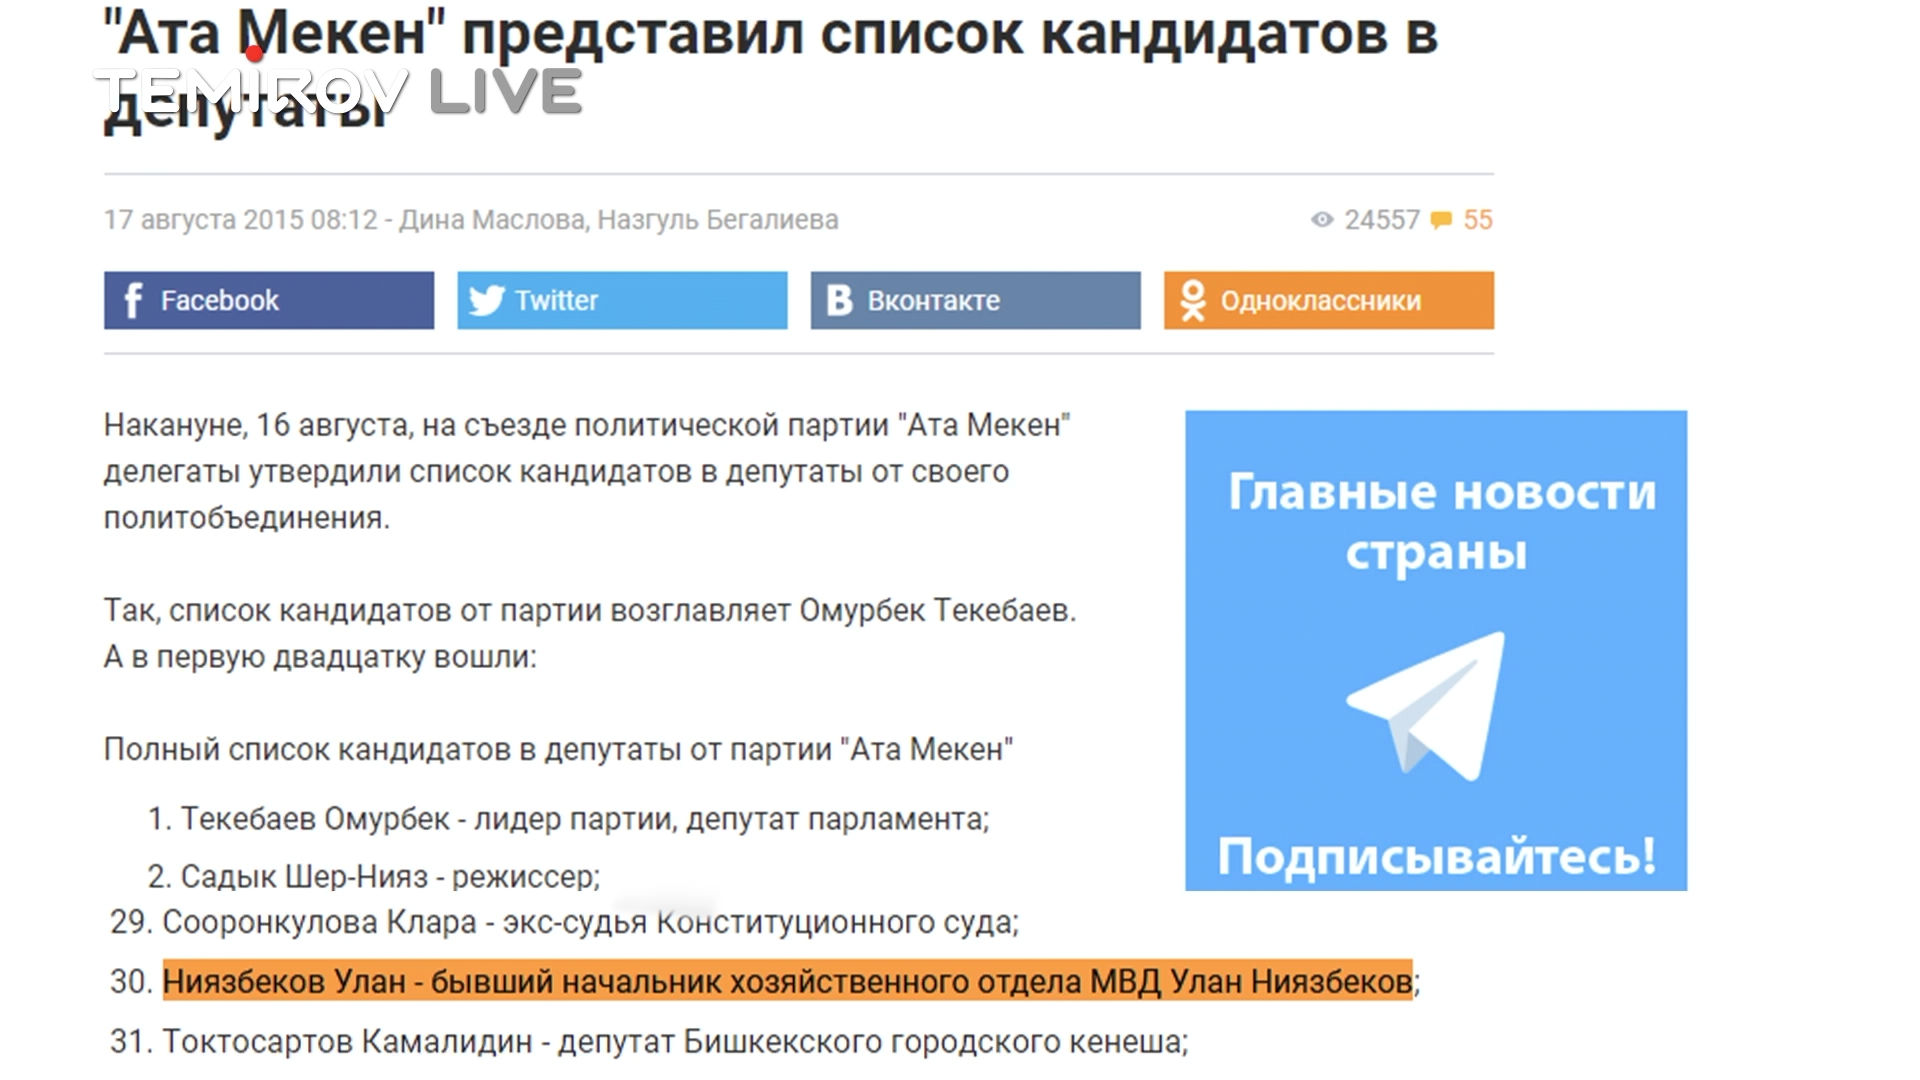 "Ата Мекен" представил список кандидатов в
TEMIROV LIVE
депутаты
17 августа 2015 08:12 - Дина Маслова, Назгуль Бегалиева
24557 55
Facebook
Twitter
Вконтакте
Одноклассники
Накануне, 16 августа, на съезде политической партии "Ата Мекен"
делегаты утвердили список кандидатов в депутаты от своего
политобъединения.
Так, список кандидатов от партии возглавляет Омурбек Текебаев.
А в первую двадцатку вошли:
Полный список кандидатов в депутаты от партии "Ата Мекен"
1. Текебаев Омурбек - лидер партии, депутат парламента;
2. Садык Шер-Нияз - режиссер;
29. Сооронкулова Клара - экс-судья Конституционного суда;
30. Ниязбеков Улан - бывший начальник хозяйственного отдела МВД Улан Ниязбеков;
31. Токтосартов Камалидин - депутат Бишкекского городского кенеша;
Главные новости
страны
Подписывайтесь!